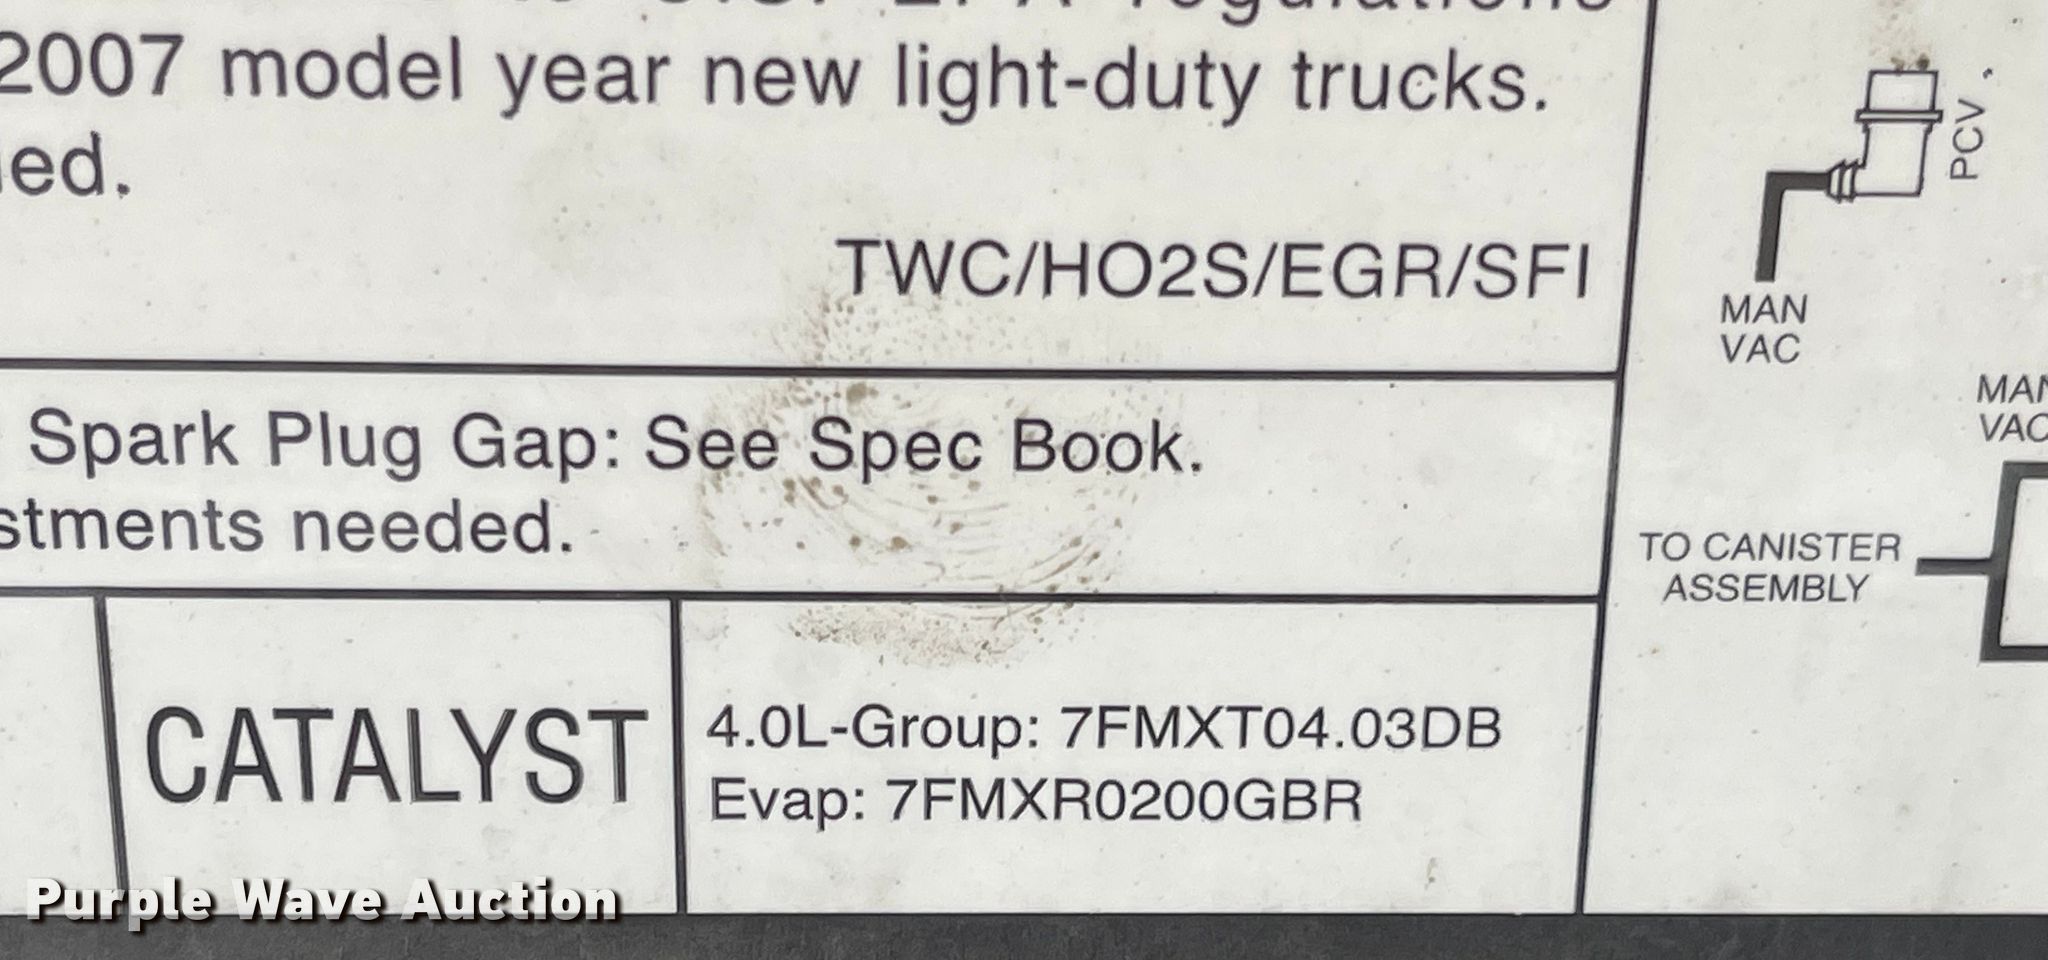 U.S. EPA regulations
2007 model year new light-duty trucks.
ed.
TWC/HO2S/EGR/SFI
Spark Plug Gap: See Spec Book.
stments needed.
CATALYST
4.0L-Group: 7FMXT04.03DB
Evap: 7FMXR0200GBR
PCV
MAN
VAC
MAN
VAC
TO CANISTER
ASSEMBLY
Purple Wave Auction